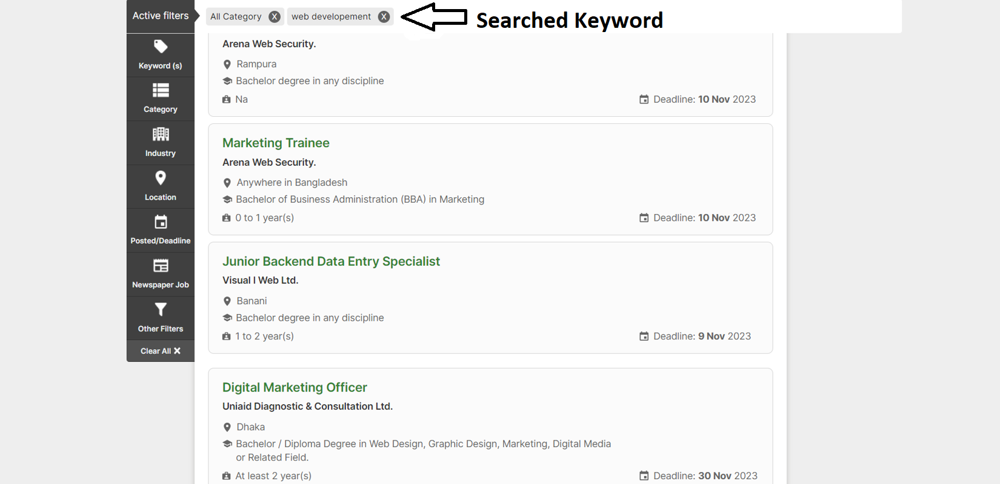 Active filters
All Category X web developement X
Searched Keyword
Keyword (s)
Category
Industry
Location
Posted/Deadline
Newspaper Job
Other Filters
Clear All ✕
Arena Web Security.
Rampura
Bachelor degree in any discipline
Na
Deadline: 10 Nov 2023
Marketing Trainee
Arena Web Security.
Anywhere in Bangladesh
Bachelor of Business Administration (BBA) in Marketing
0 to 1 year(s)
Deadline: 10 Nov 2023
Junior Backend Data Entry Specialist
Visual I Web Ltd.
Banani
Bachelor degree in any discipline
1 to 2 year(s)
Deadline: 9 Nov 2023
Digital Marketing Officer
Uniaid Diagnostic & Consultation Ltd.
Dhaka
Bachelor / Diploma Degree in Web Design, Graphic Design, Marketing, Digital Media
or Related Field.
At least 2 year(s)
Deadline: 30 Nov 2023